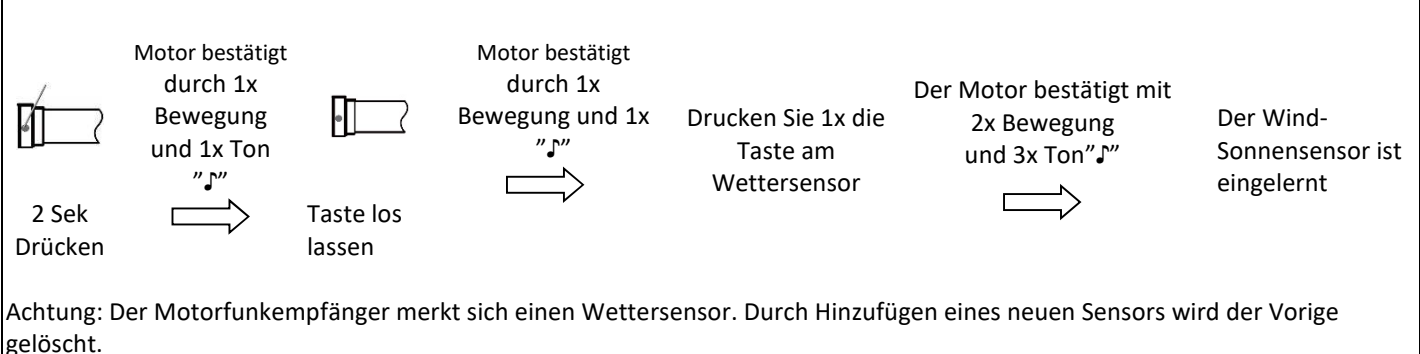 Motor bestätigt
durch 1x
Bewegung
und 1x Ton
"♪"
2 Sek
Drücken
Taste los
lassen
Motor bestätigt
durch 1x
Bewegung und 1x
"♪"
Drucken Sie 1x die
Taste am
Wettersensor
Der Motor bestätigt mit
2x Bewegung
und 3x Ton"♪"
Der Wind-
Sonnensensor ist
eingelernt
Achtung: Der Motorfunkempfänger merkt sich einen Wettersensor. Durch Hinzufügen eines neuen Sensors wird der Vorige
gelöscht.